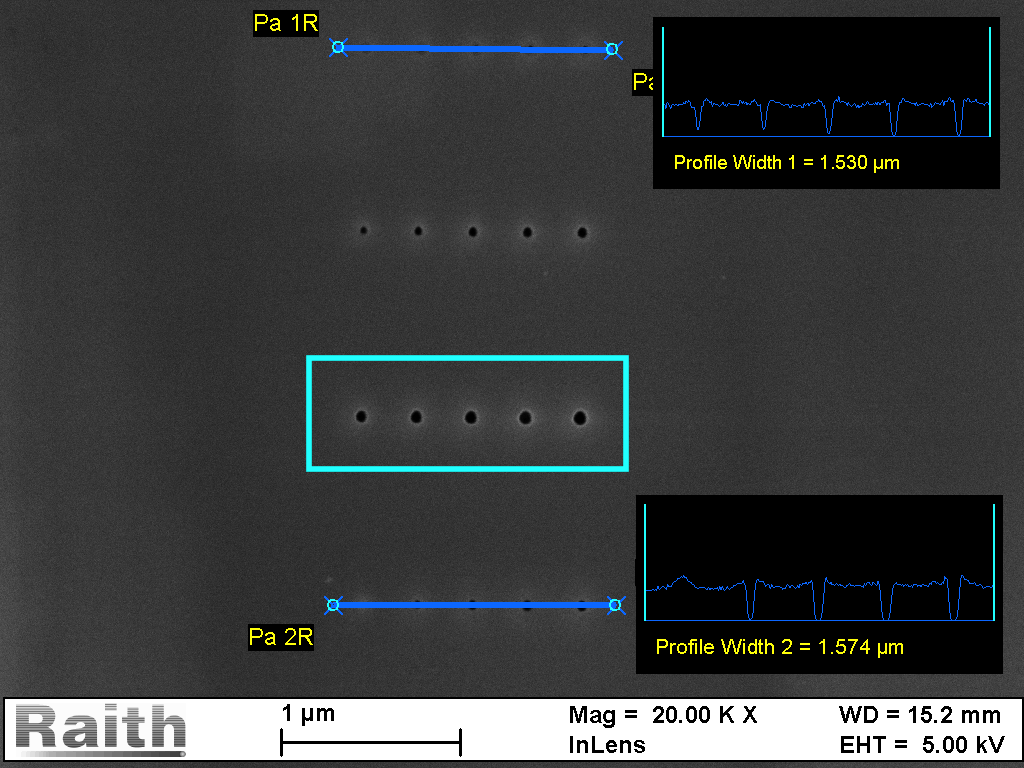 Pa 1R
Profile Width 1 = 1.530 µm
Pa 2R
Profile Width 2 = 1.574 µm
Raith
1 µm
Mag = 20.00 K X
WD = 15.2 mm
InLens
EHT = 5.00 kV